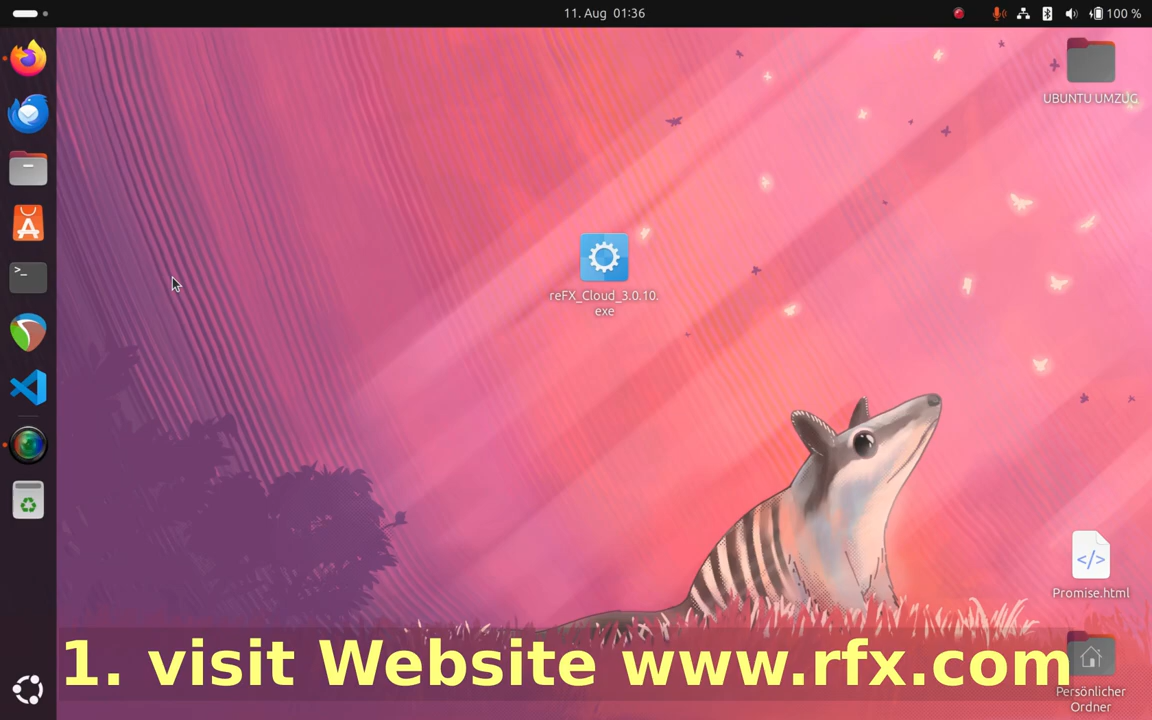 11. Aug 01:36
100 %
UBUNTU UMZUG
reFX_Cloud_3.0.10.
exe
>_
</>
Promise.html
1. visit Website www.rfx.com
Persönlicher
Ordner